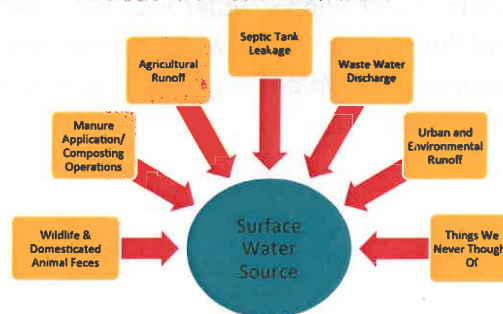 Septic Tank
Leakage
Agricultural
Runoff
Waste Water
Discharge
Manure
Application/
Composting
Operations
Urban and
Environmental
Runoff
Wildlife &
Domesticated
Animal Feces
Surface
Water
Source
Things We
Never Though
Of